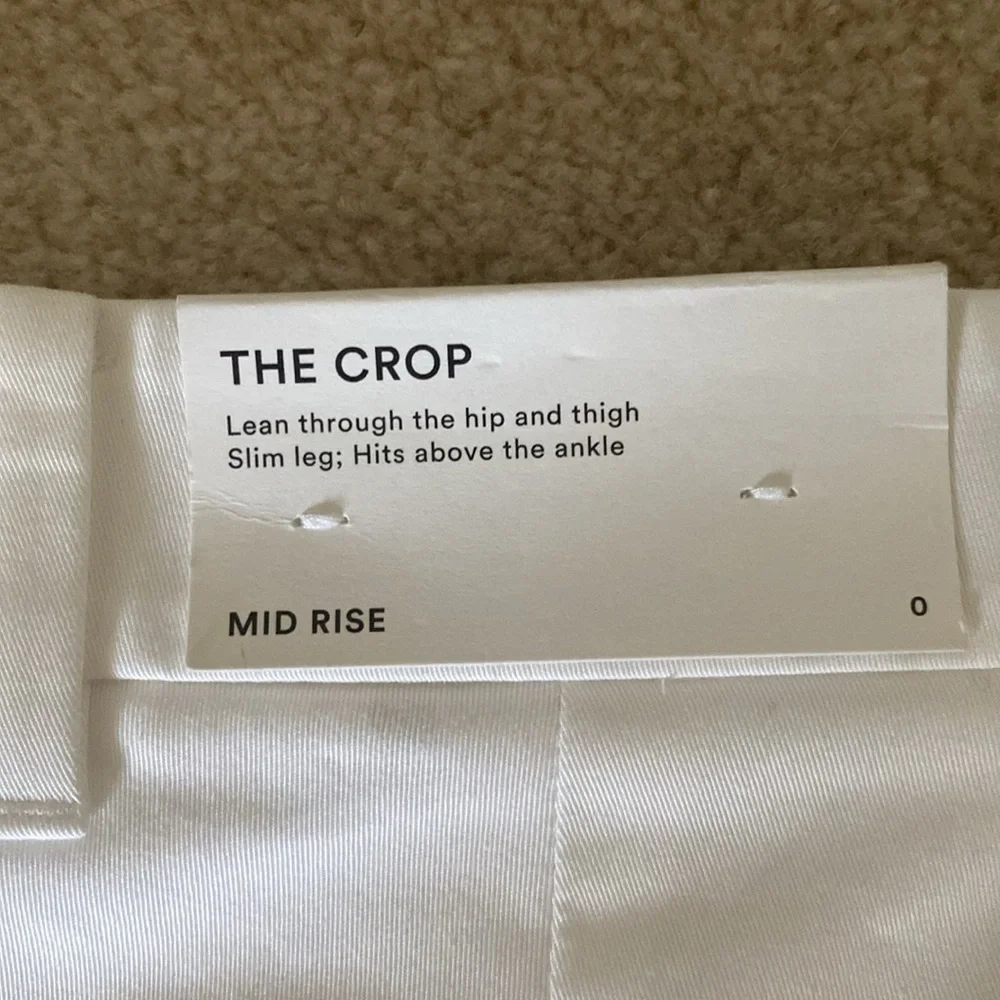 THE CROP
Lean through the hip and thigh
Slim leg; Hits above the ankle
MID RISE
0